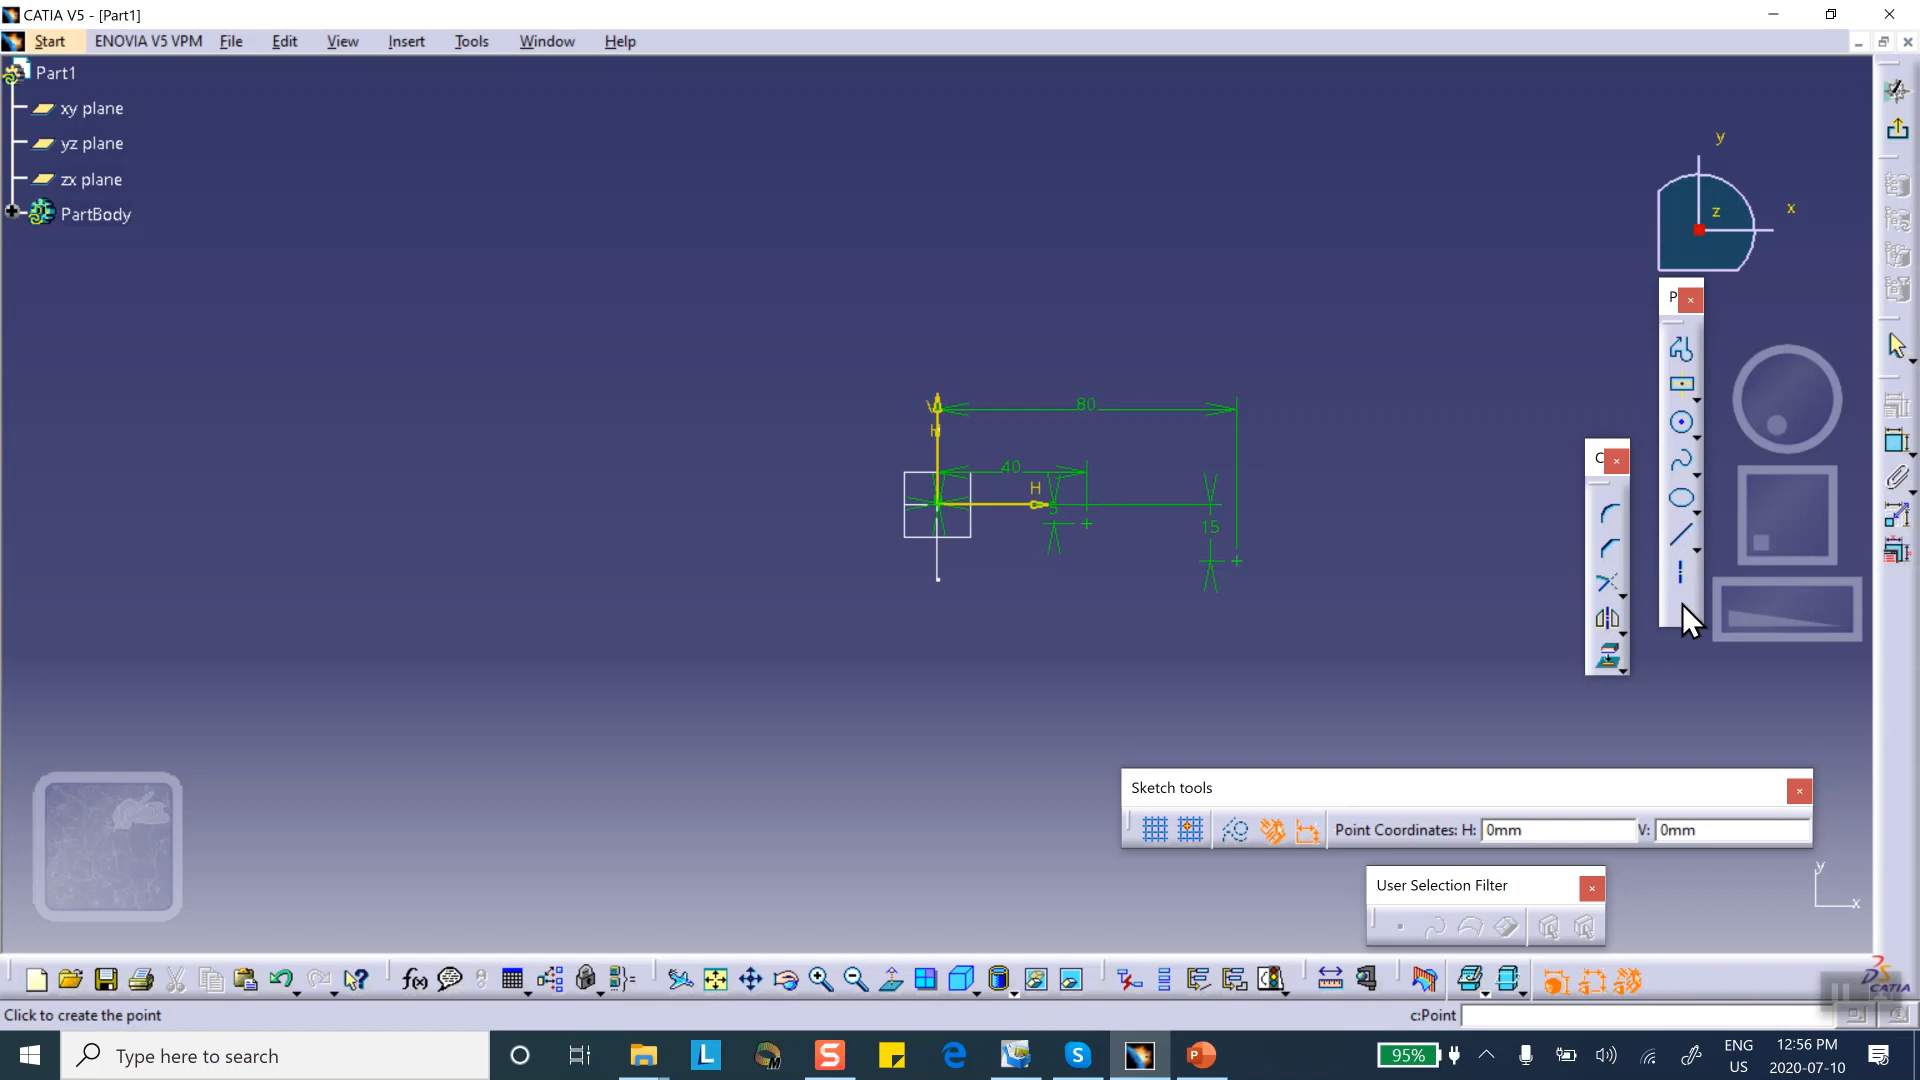 CATIA V5 - [Part1]
Start ENOVIA V5 VPM File Edit View Insert Tools Window Help
Part1
xy plane
yz plane
zx plane
PartBody
y
x
z
P
C
V
H
80
40
H
5
15
Sketch tools
Point Coordinates: H: 0mm V: 0mm
User Selection Filter
y
x
f(x)
CATIA
Click to create the point
c:Point
Type here to search
L
S
95%
ENG
US
12:56 PM
2020-07-10